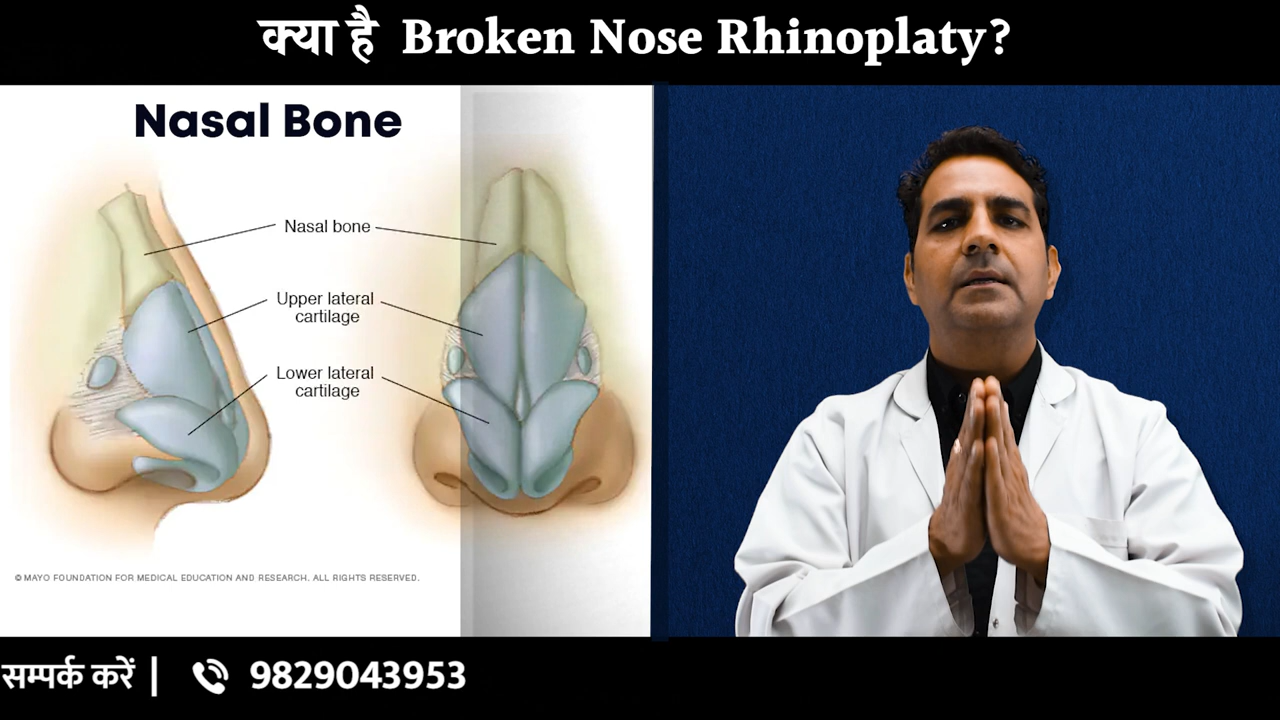 क्या है Broken Nose Rhinoplaty?
Nasal Bone
Nasal bone
Upper lateral
cartilage
Lower lateral
cartilage
© MAYO FOUNDATION FOR MEDICAL EDUCATION AND RESEARCH. ALL RIGHTS RESERVED.
सम्पर्क करें | 9829043953